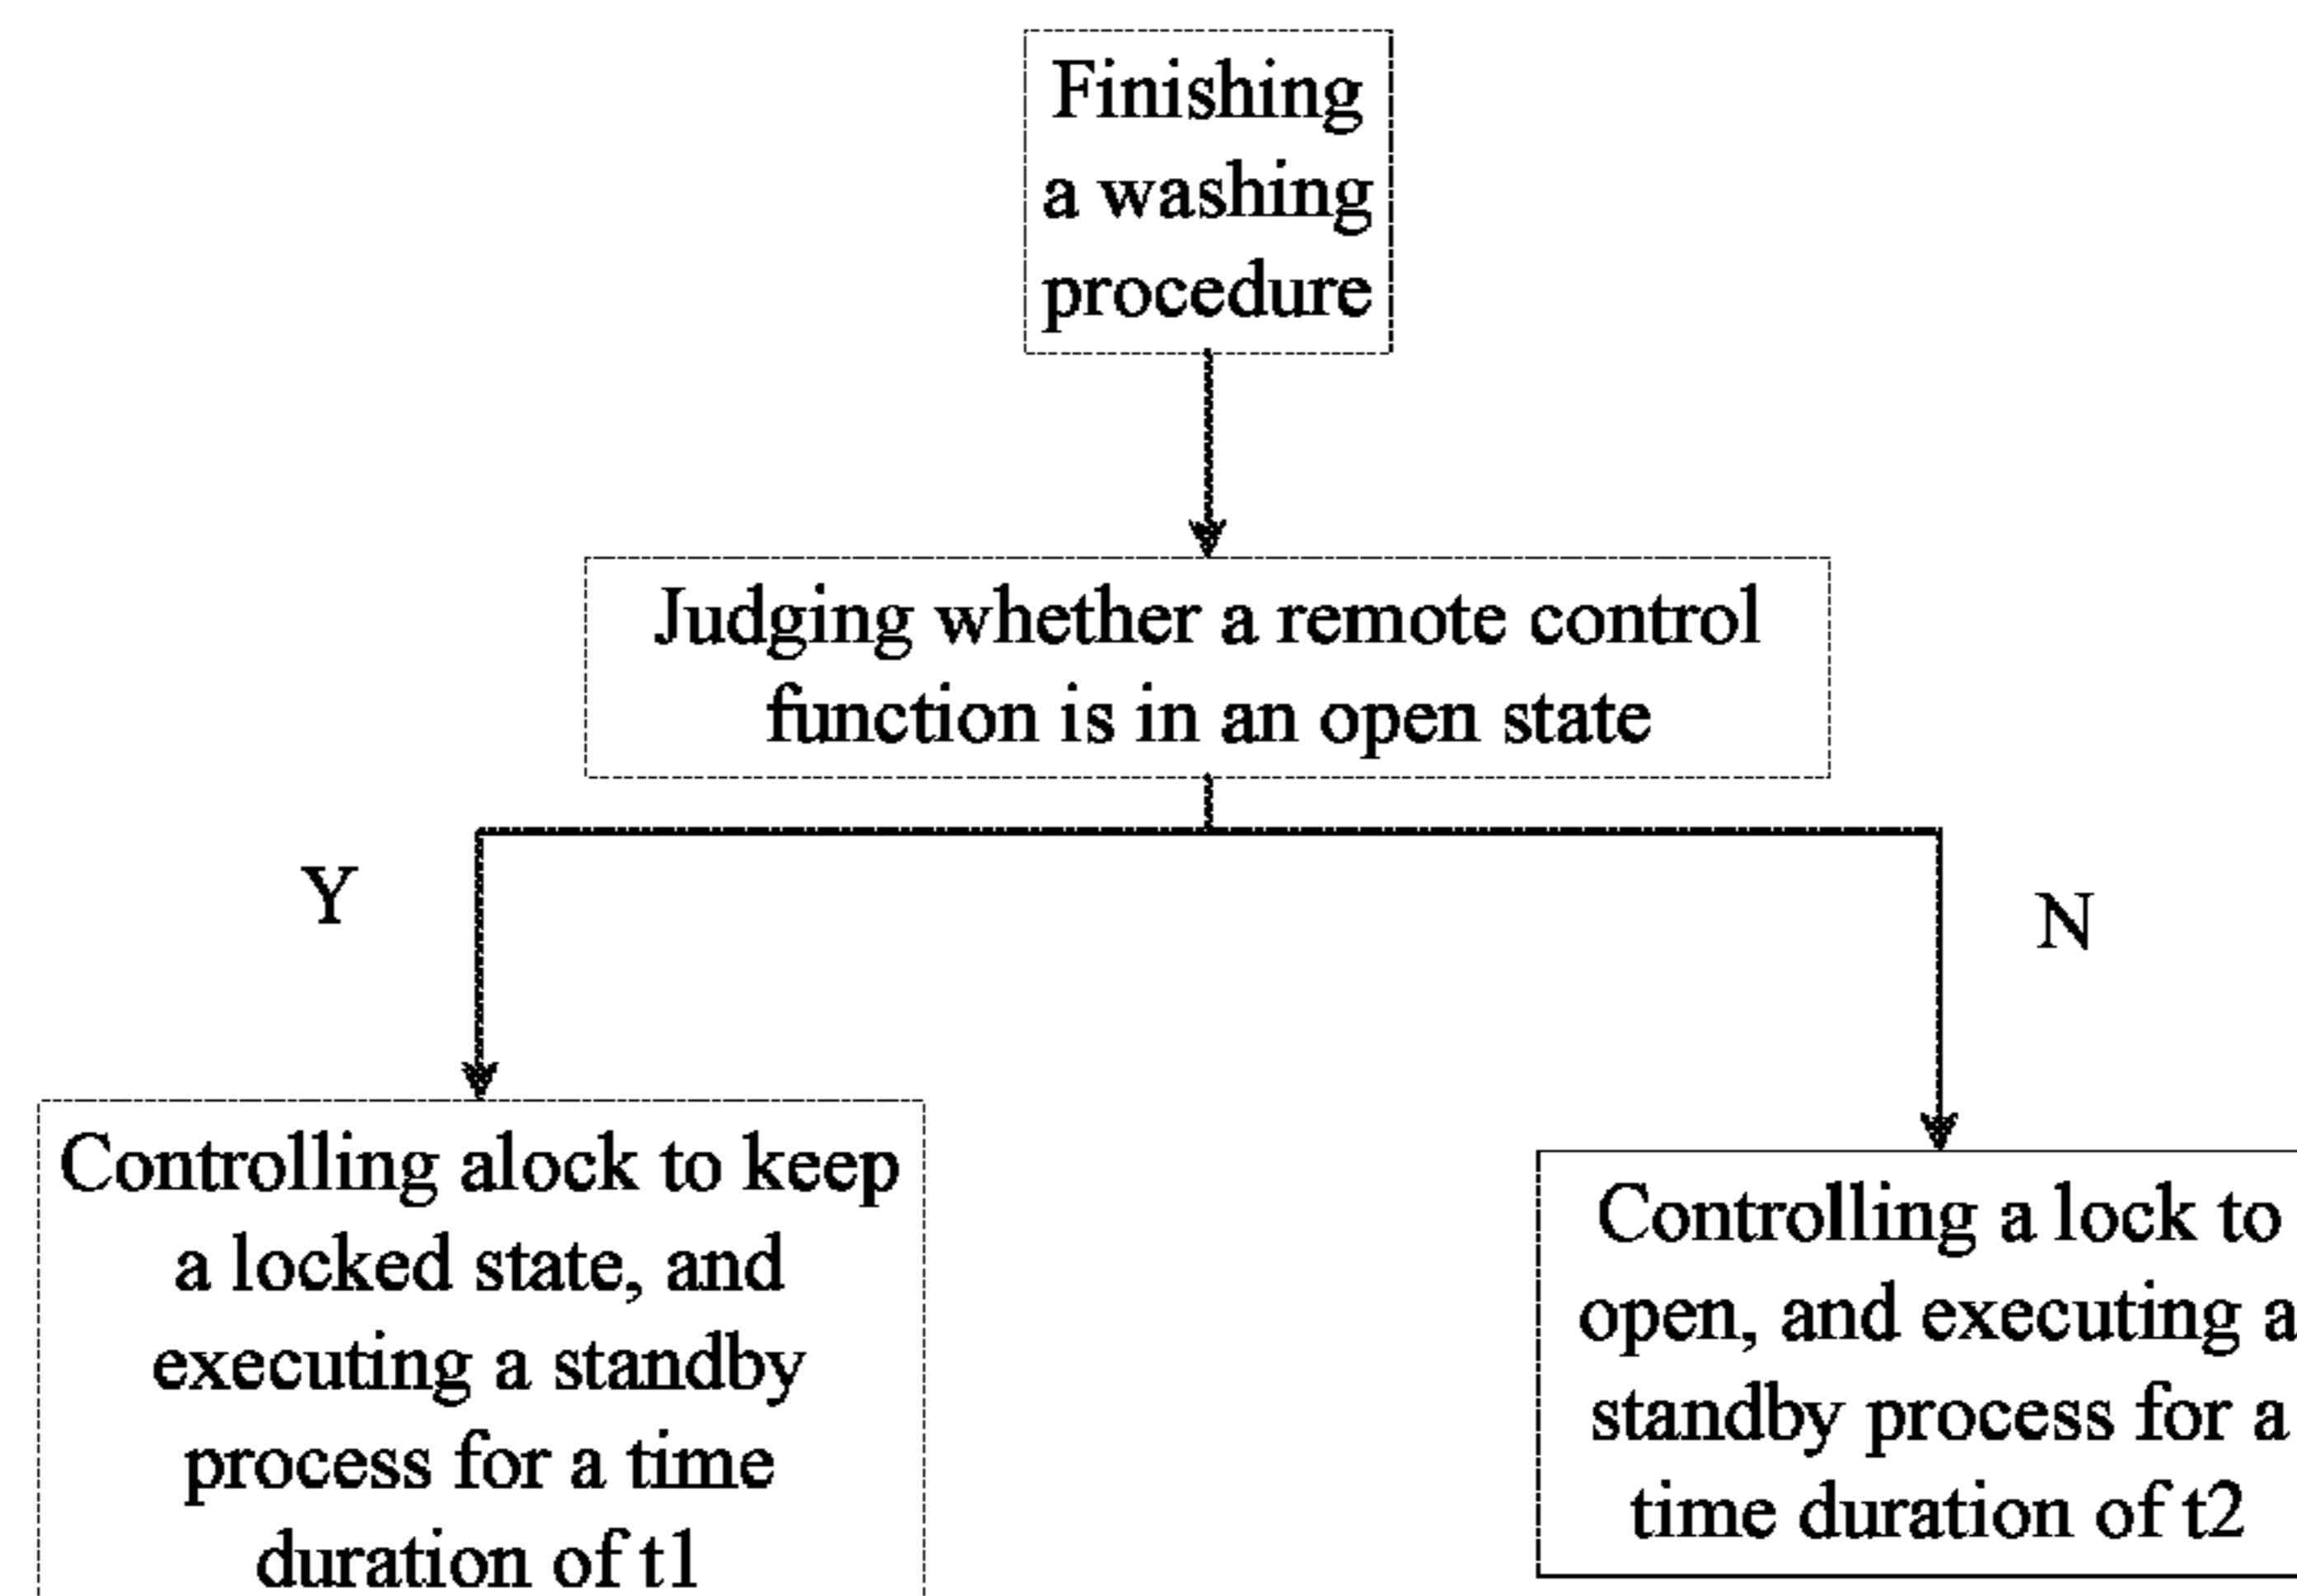 Finishing
a washing
procedure
Judging whether a remote control
function is in an open state
Y
N
Controlling alock to keep
a locked state, and
executing a standby
process for a time
duration of t1
Controlling a lock to
open, and executing a
standby process for a
time duration of t2